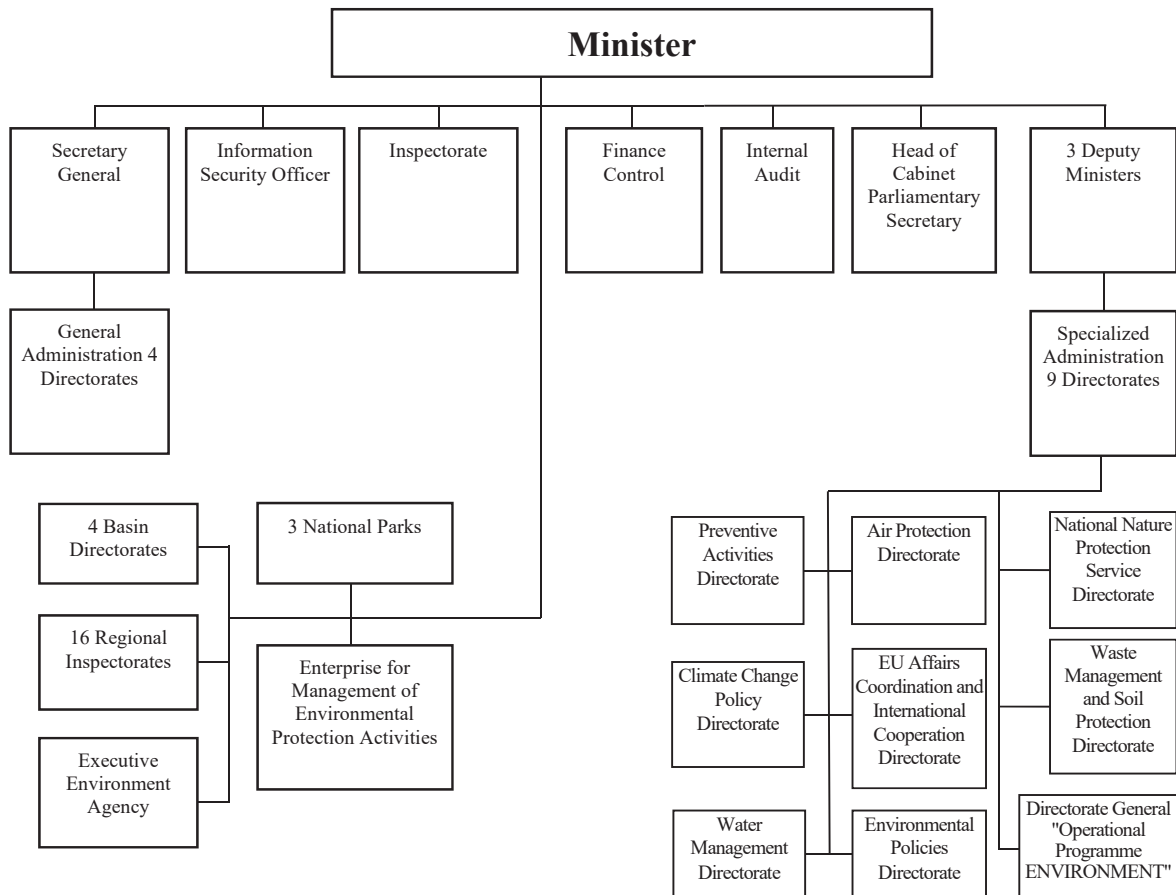 Minister
Secretary
General
Information
Security Officer
Inspectorate
Finance
Control
Internal
Audit
Head of
Cabinet
Parliamentary
Secretary
3 Deputy
Ministers
General
Administration 4
Directorates
Specialized
Administration
9 Directorates
4 Basin
Directorates
3 National Parks
16 Regional
Inspectorates
Enterprise for
Management of
Environmental
Protection Activities
Executive
Environment
Agency
Preventive
Activities
Directorate
Air Protection
Directorate
National Nature
Protection
Service
Directorate
Climate Change
Policy
Directorate
EU Affairs
Coordination and
International
Cooperation
Directorate
Waste
Management
and Soil
Protection
Directorate
Water
Management
Directorate
Environmental
Policies
Directorate
Directorate General
"Operational
Programme
ENVIRONMENT"